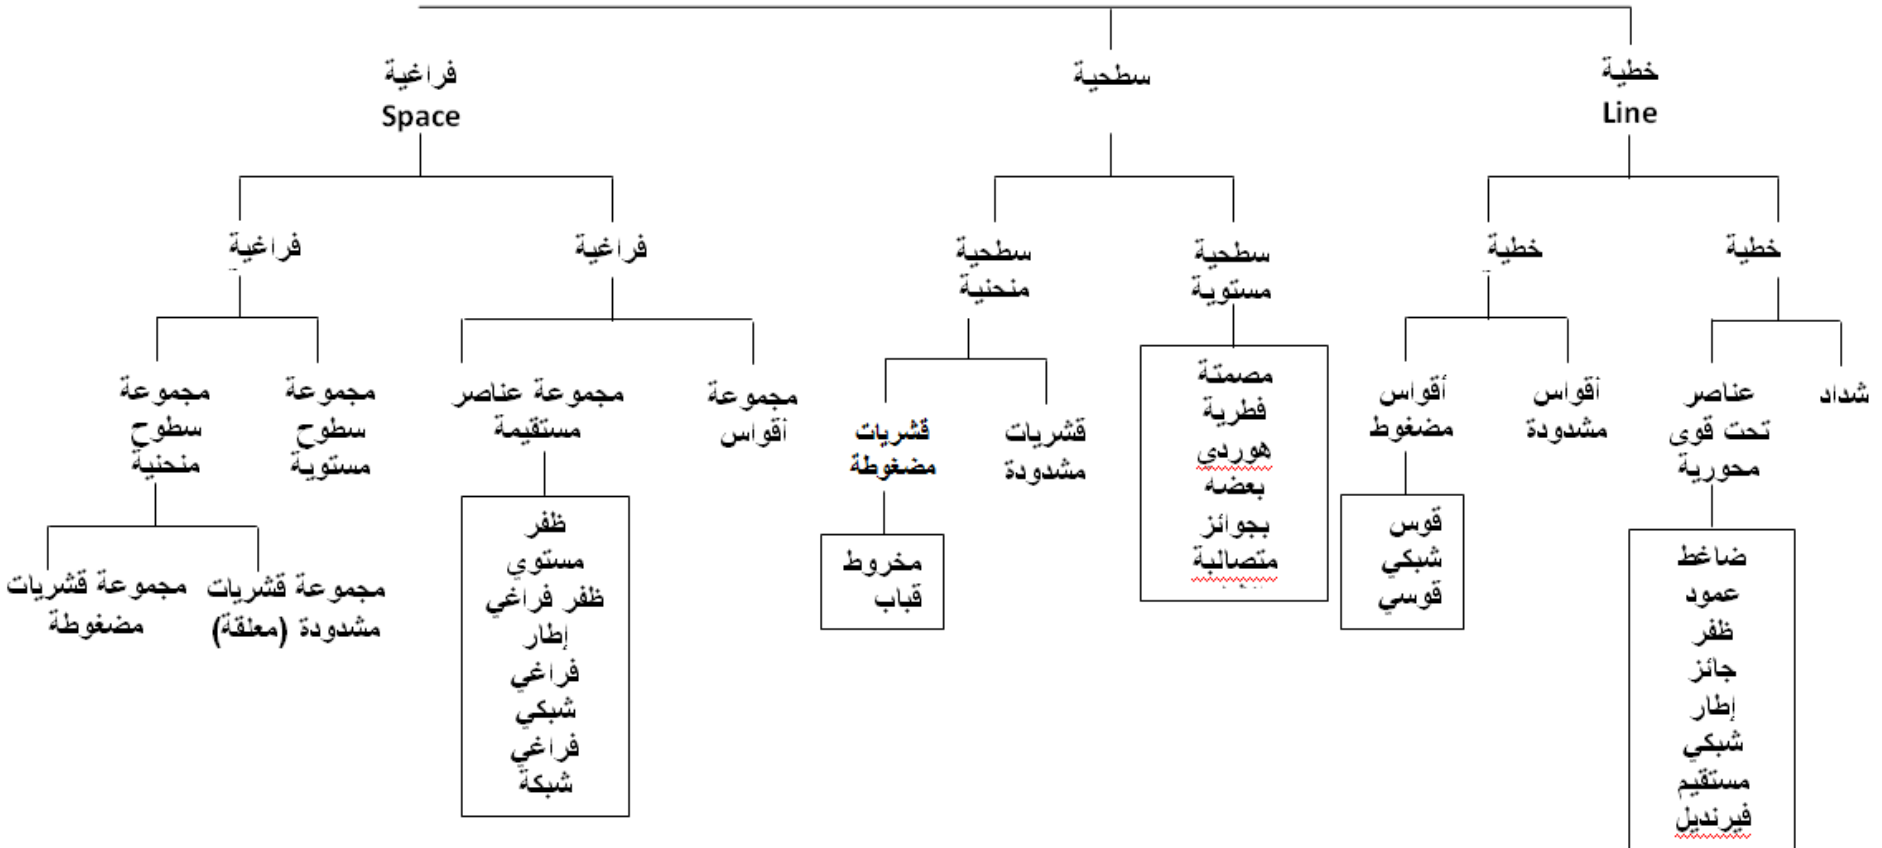 خطية
Line
سطحية
فراغية
Space
خطية
خطية
سطحية
مستوية
سطحية
منحنية
فراغية
فراغية
شداد
عناصر
تحت قوى
محورية
أقواس
مشدودة
أقواس
مضغوط
مصمتة
فطرية
هوردي
بعضه
بجوائز
متصالبة
قشريات
مشدودة
قشريات
مضغوطة
مجموعة
أقواس
مجموعة عناصر
مستقيمة
مجموعة
سطوح
مستوية
مجموعة
سطوح
منحنية
ضاغط
عمود
ظفر
جائز
إطار
شبكي
مستقيم
فيرنديل
قوس
شبكي
قوسي
مخروط
قباب
ظفر
مستوي
ظفر فراغي
إطار
فراغي
شبكي
فراغي
شبكة
مجموعة قشريات
مشدودة (معلقة)
مجموعة قشريات
مضغوطة